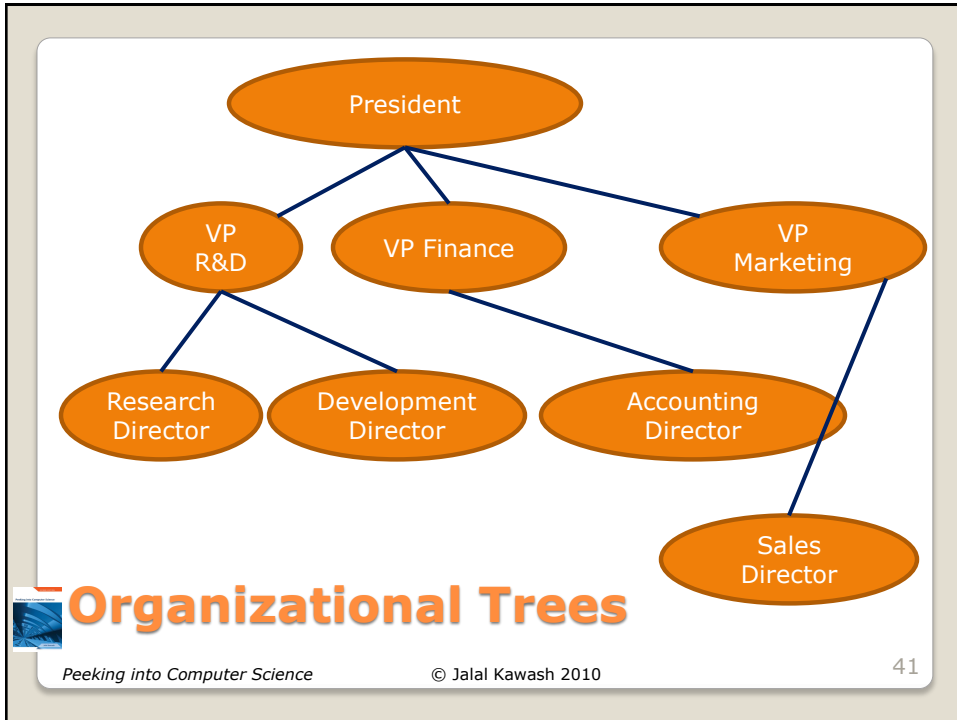 President
VP
R&D
VP Finance
VP
Marketing
Research
Director
Development
Director
Accounting
Director
Sales
Director
Organizational Trees
Peeking into Computer Science
© Jalal Kawash 2010
41